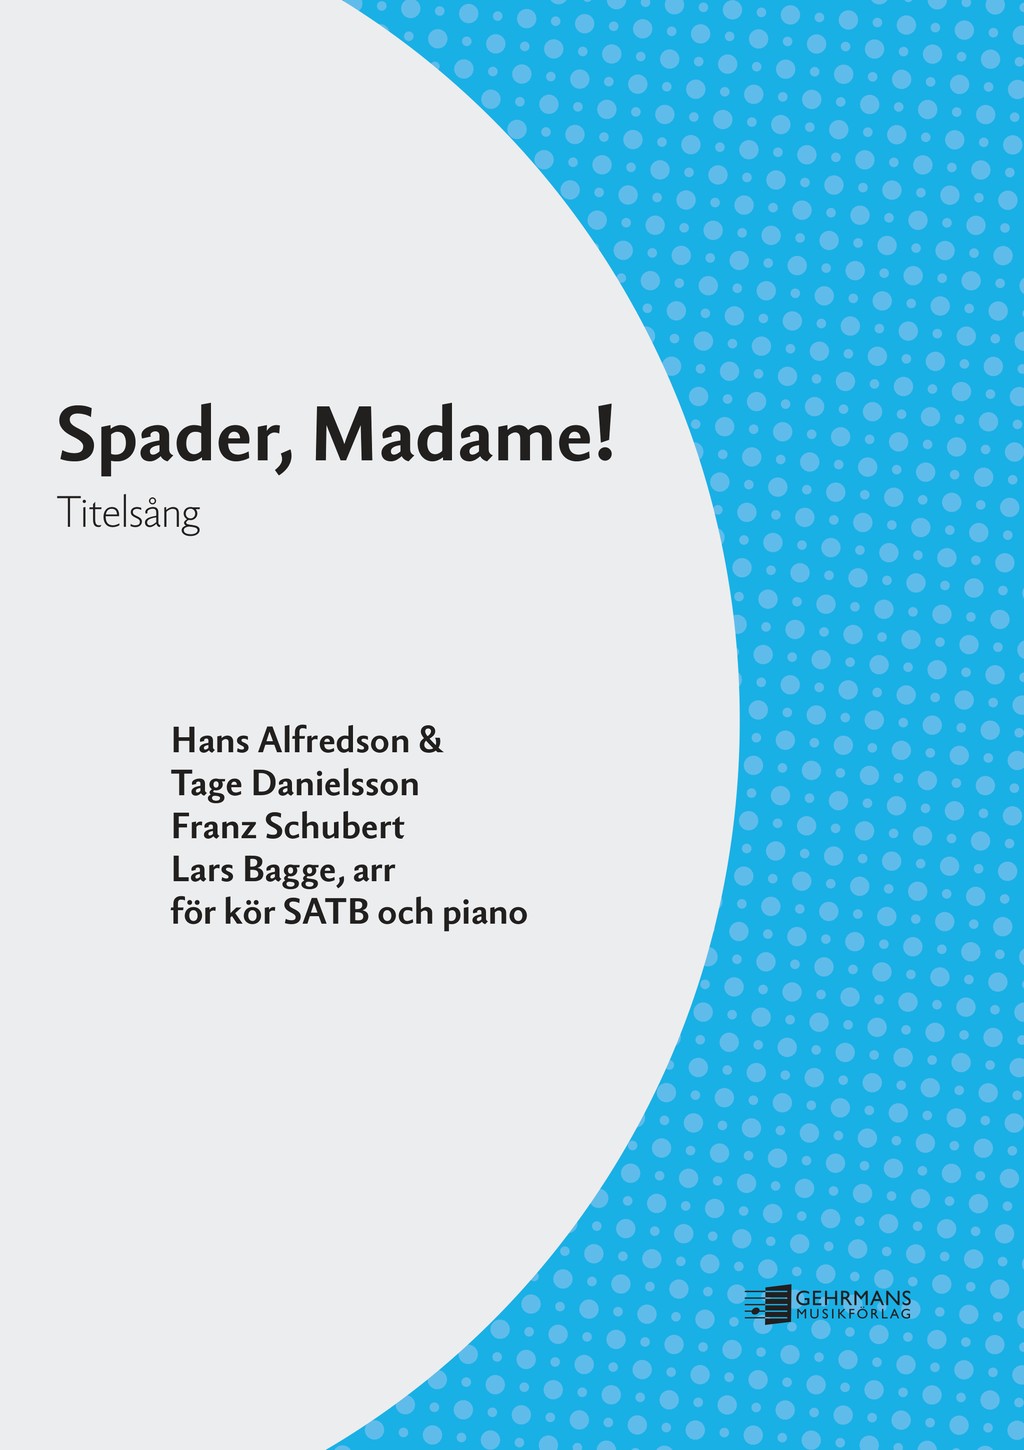 Spader, Madame!
Titelsång
Hans Alfredson &
Tage Danielsson
Franz Schubert
Lars Bagge, arr
för kör SATB och piano
GEHRMANS
MUSIKFÖRLAG